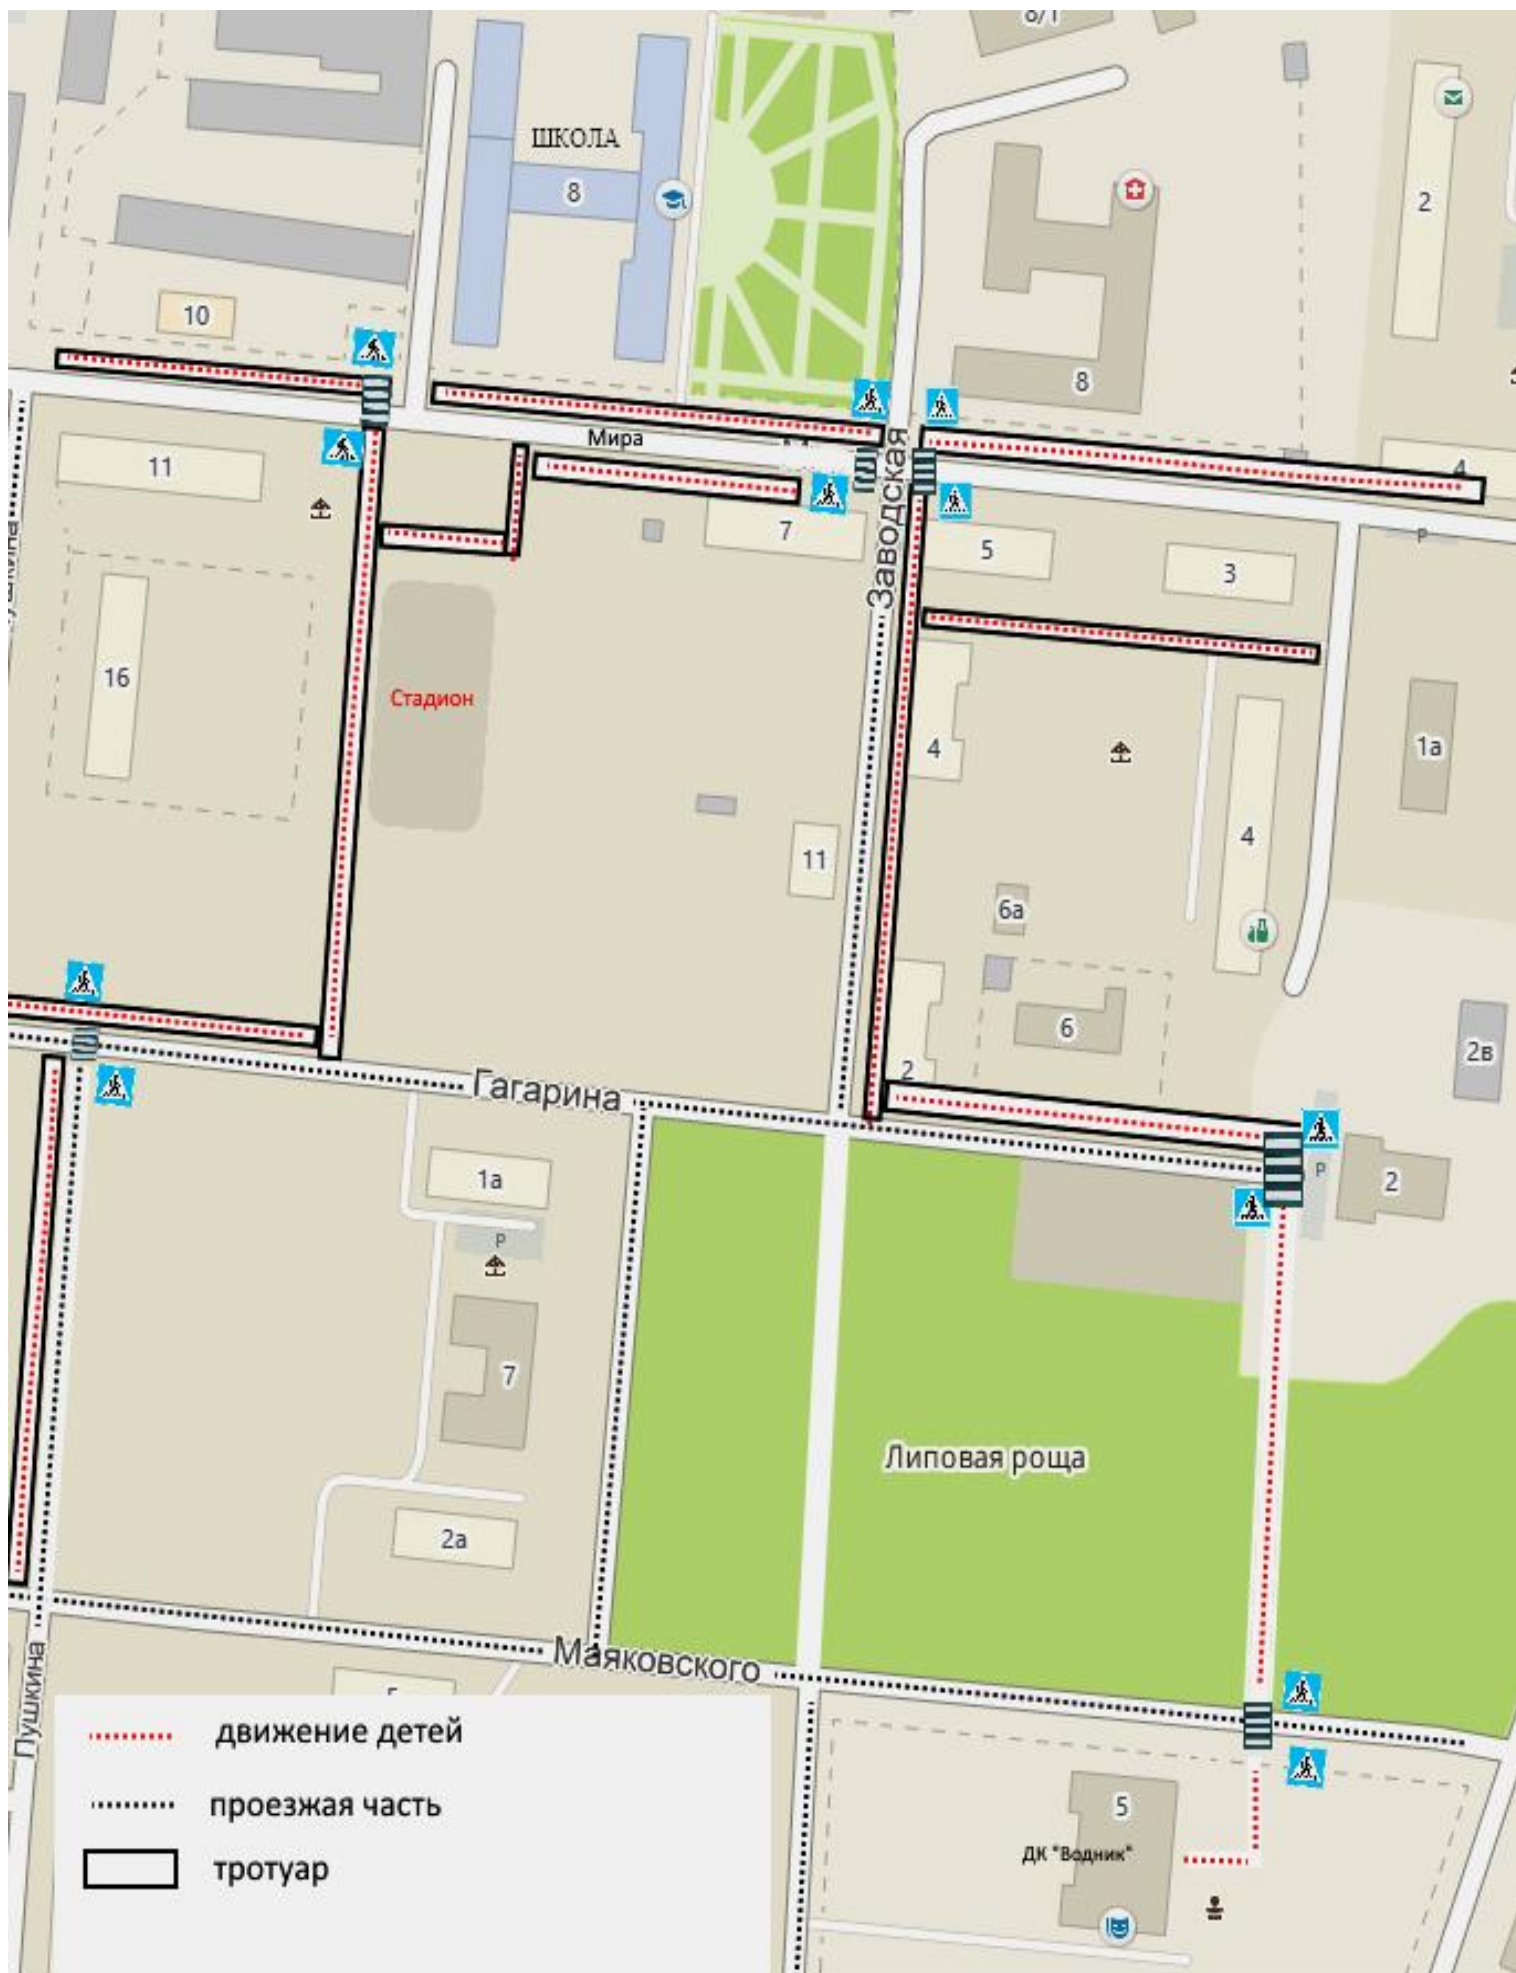 8/1
ШКОЛА
8
2
10
8
Мира
11
4
7
5
3
P
Заводская
16
Стадион
4
1а
4
11
6а
6
2в
2
Гагарина
1а
P
2
P
7
Липовая роща
2а
Маяковского
Пушкина
движение детей
5
проезжая часть
ДК "Водник"
тротуар